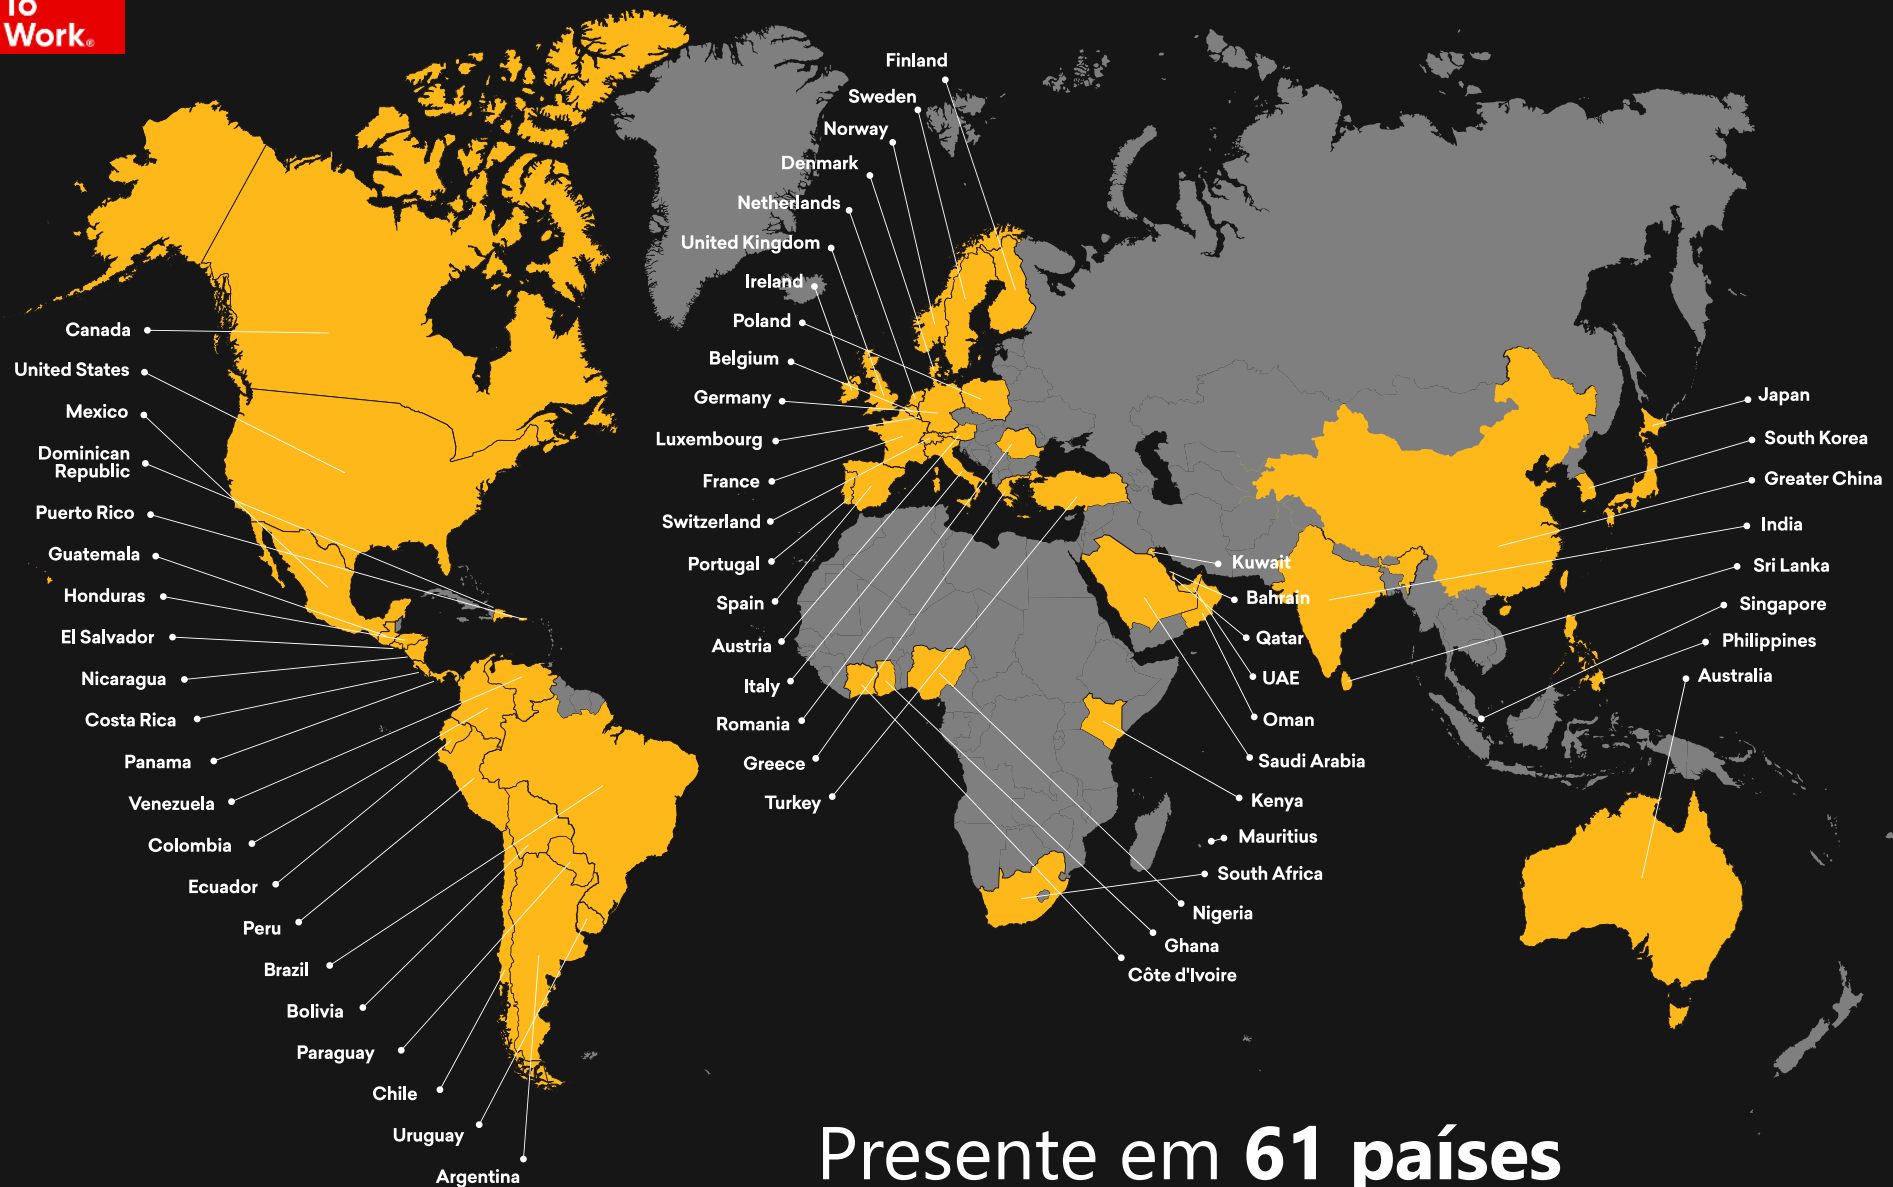 To
Work®
Canada
United States
Mexico
Dominican
Republic
Puerto Rico
Guatemala
Honduras
El Salvador
Nicaragua
Costa Rica
Panama
Venezuela
Colombia
Ecuador
Peru
Brazil
Bolivia
Paraguay
Chile
Uruguay
Argentina
Finland
Sweden
Norway
Denmark
Netherlands
United Kingdom
Ireland
Poland
Belgium
Germany
Luxembourg
France
Switzerland
Portugal
Spain
Austria
Italy
Romania
Greece
Turkey
Kuwait
Bahrain
Qatar
UAE
Oman
Saudi Arabia
Kenya
Mauritius
South Africa
Nigeria
Ghana
Côte d'Ivoire
Japan
South Korea
Greater China
India
Sri Lanka
Singapore
Philippines
Australia
Presente em 61 países